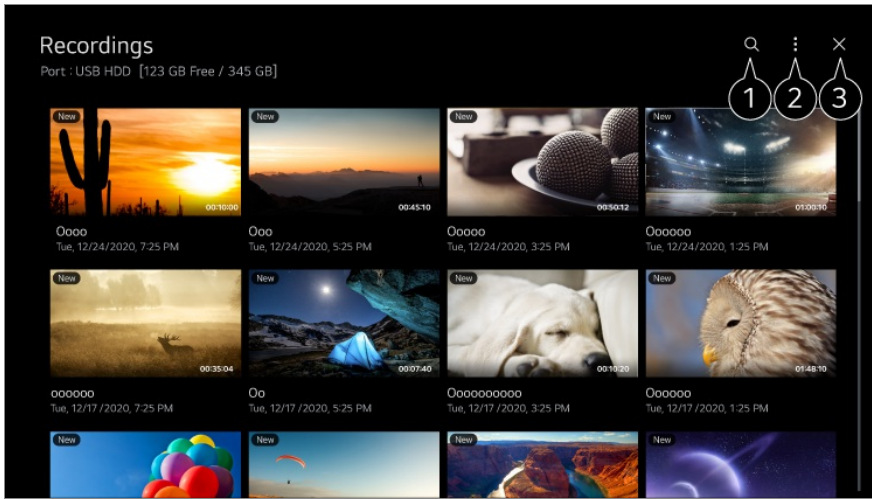 Recordings
Port : USB HDD [123 GB Free / 345 GB]
1 2 3
New New New New
00:10:00 00:45:10 00:50:12 01:00:10
Oooo Ooo Ooooo Oooooo
Tue, 12/24/2020, 7:25 PM Tue, 12/24/2020, 5:25 PM Tue, 12/24/2020, 3:25 PM Tue, 12/24/2020, 1:25 PM
New New New New
00:35:04 00:07:40 00:10:20 01:48:10
oooooo Oo Oooooooooo Oooooo
Tue, 12/17 /2020, 7:25 PM Tue, 12/17 /2020, 5:25 PM Tue, 12/17 /2020, 3:25 PM Tue, 12/17 /2020, 1:25 PM
New New New New